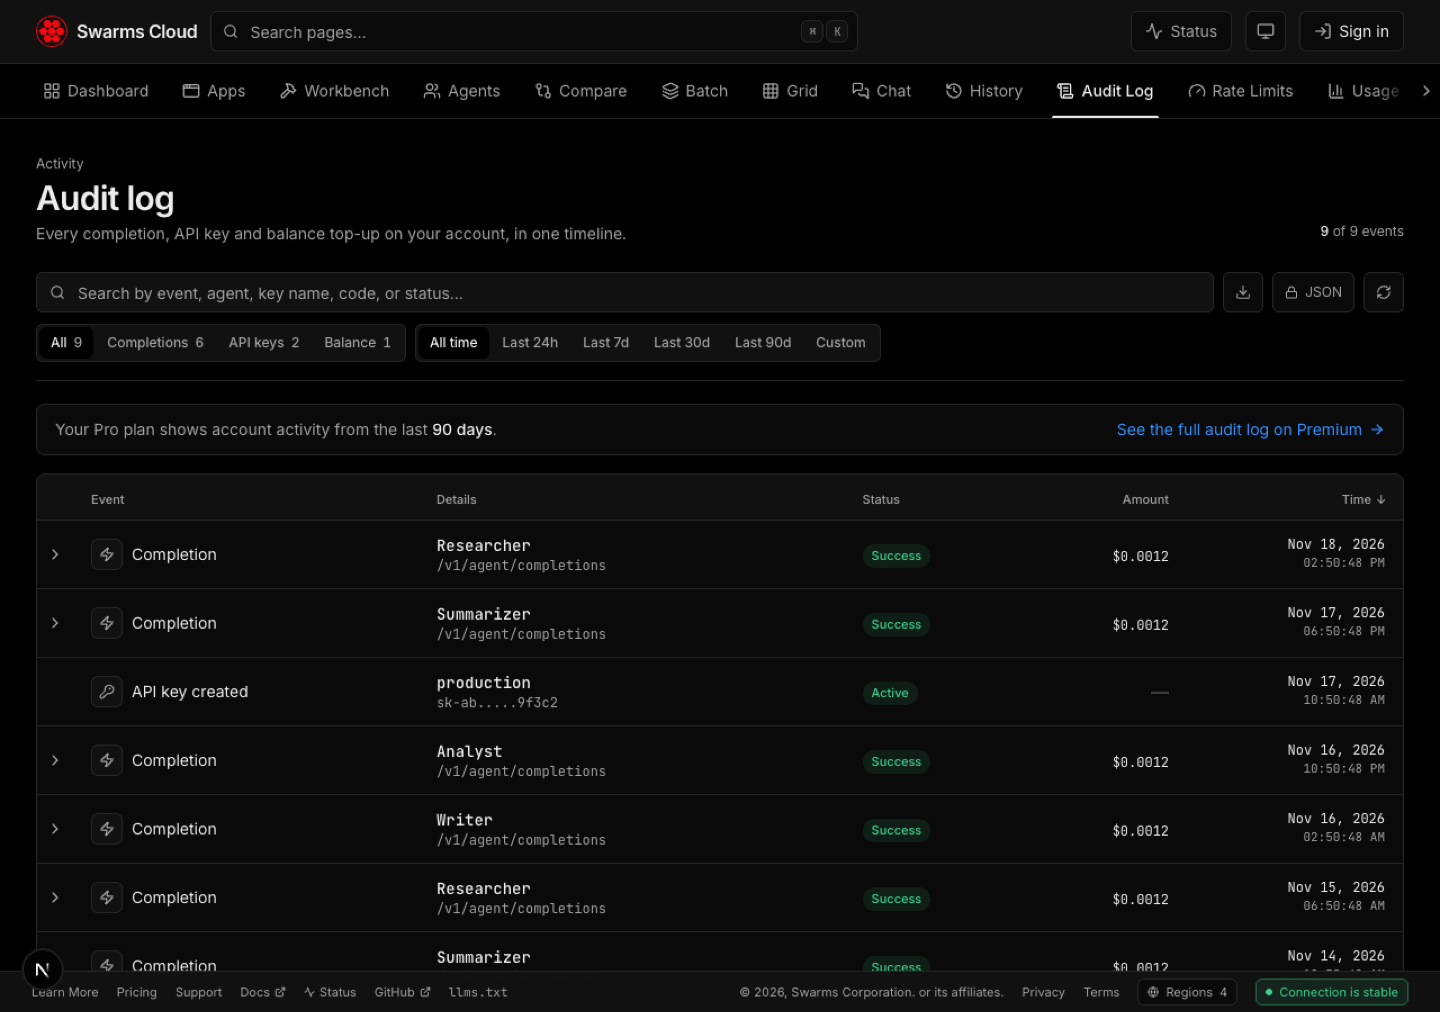 Swarms Cloud
Search pages...
⌘ K
Status
Sign in
Dashboard
Apps
Workbench
Agents
Compare
Batch
Grid
Chat
History
Audit Log
Rate Limits
Usage
Activity
Audit log
Every completion, API key and balance top-up on your account, in one timeline.
9 of 9 events
Search by event, agent, key name, code, or status...
JSON
All 9
Completions 6
API keys 2
Balance 1
All time
Last 24h
Last 7d
Last 30d
Last 90d
Custom
Your Pro plan shows account activity from the last 90 days.
See the full audit log on Premium →
Event Details Status Amount Time ↓
Completion
Researcher
/v1/agent/completions
Success
$0.0012
Nov 18, 2026
02:50:48 PM
Completion
Summarizer
/v1/agent/completions
Success
$0.0012
Nov 17, 2026
06:50:48 PM
API key created
production
sk-ab.....9f3c2
Active
—
Nov 17, 2026
10:50:48 AM
Completion
Analyst
/v1/agent/completions
Success
$0.0012
Nov 16, 2026
10:50:48 PM
Completion
Writer
/v1/agent/completions
Success
$0.0012
Nov 16, 2026
02:50:48 AM
Completion
Researcher
/v1/agent/completions
Success
$0.0012
Nov 15, 2026
06:50:48 AM
Completion
Summarizer
Success
$0.0012
Nov 14, 2026
N
Learn More
Pricing
Support
Docs
Status
GitHub
llms.txt
© 2026, Swarms Corporation. or its affiliates.
Privacy
Terms
Regions 4
Connection is stable